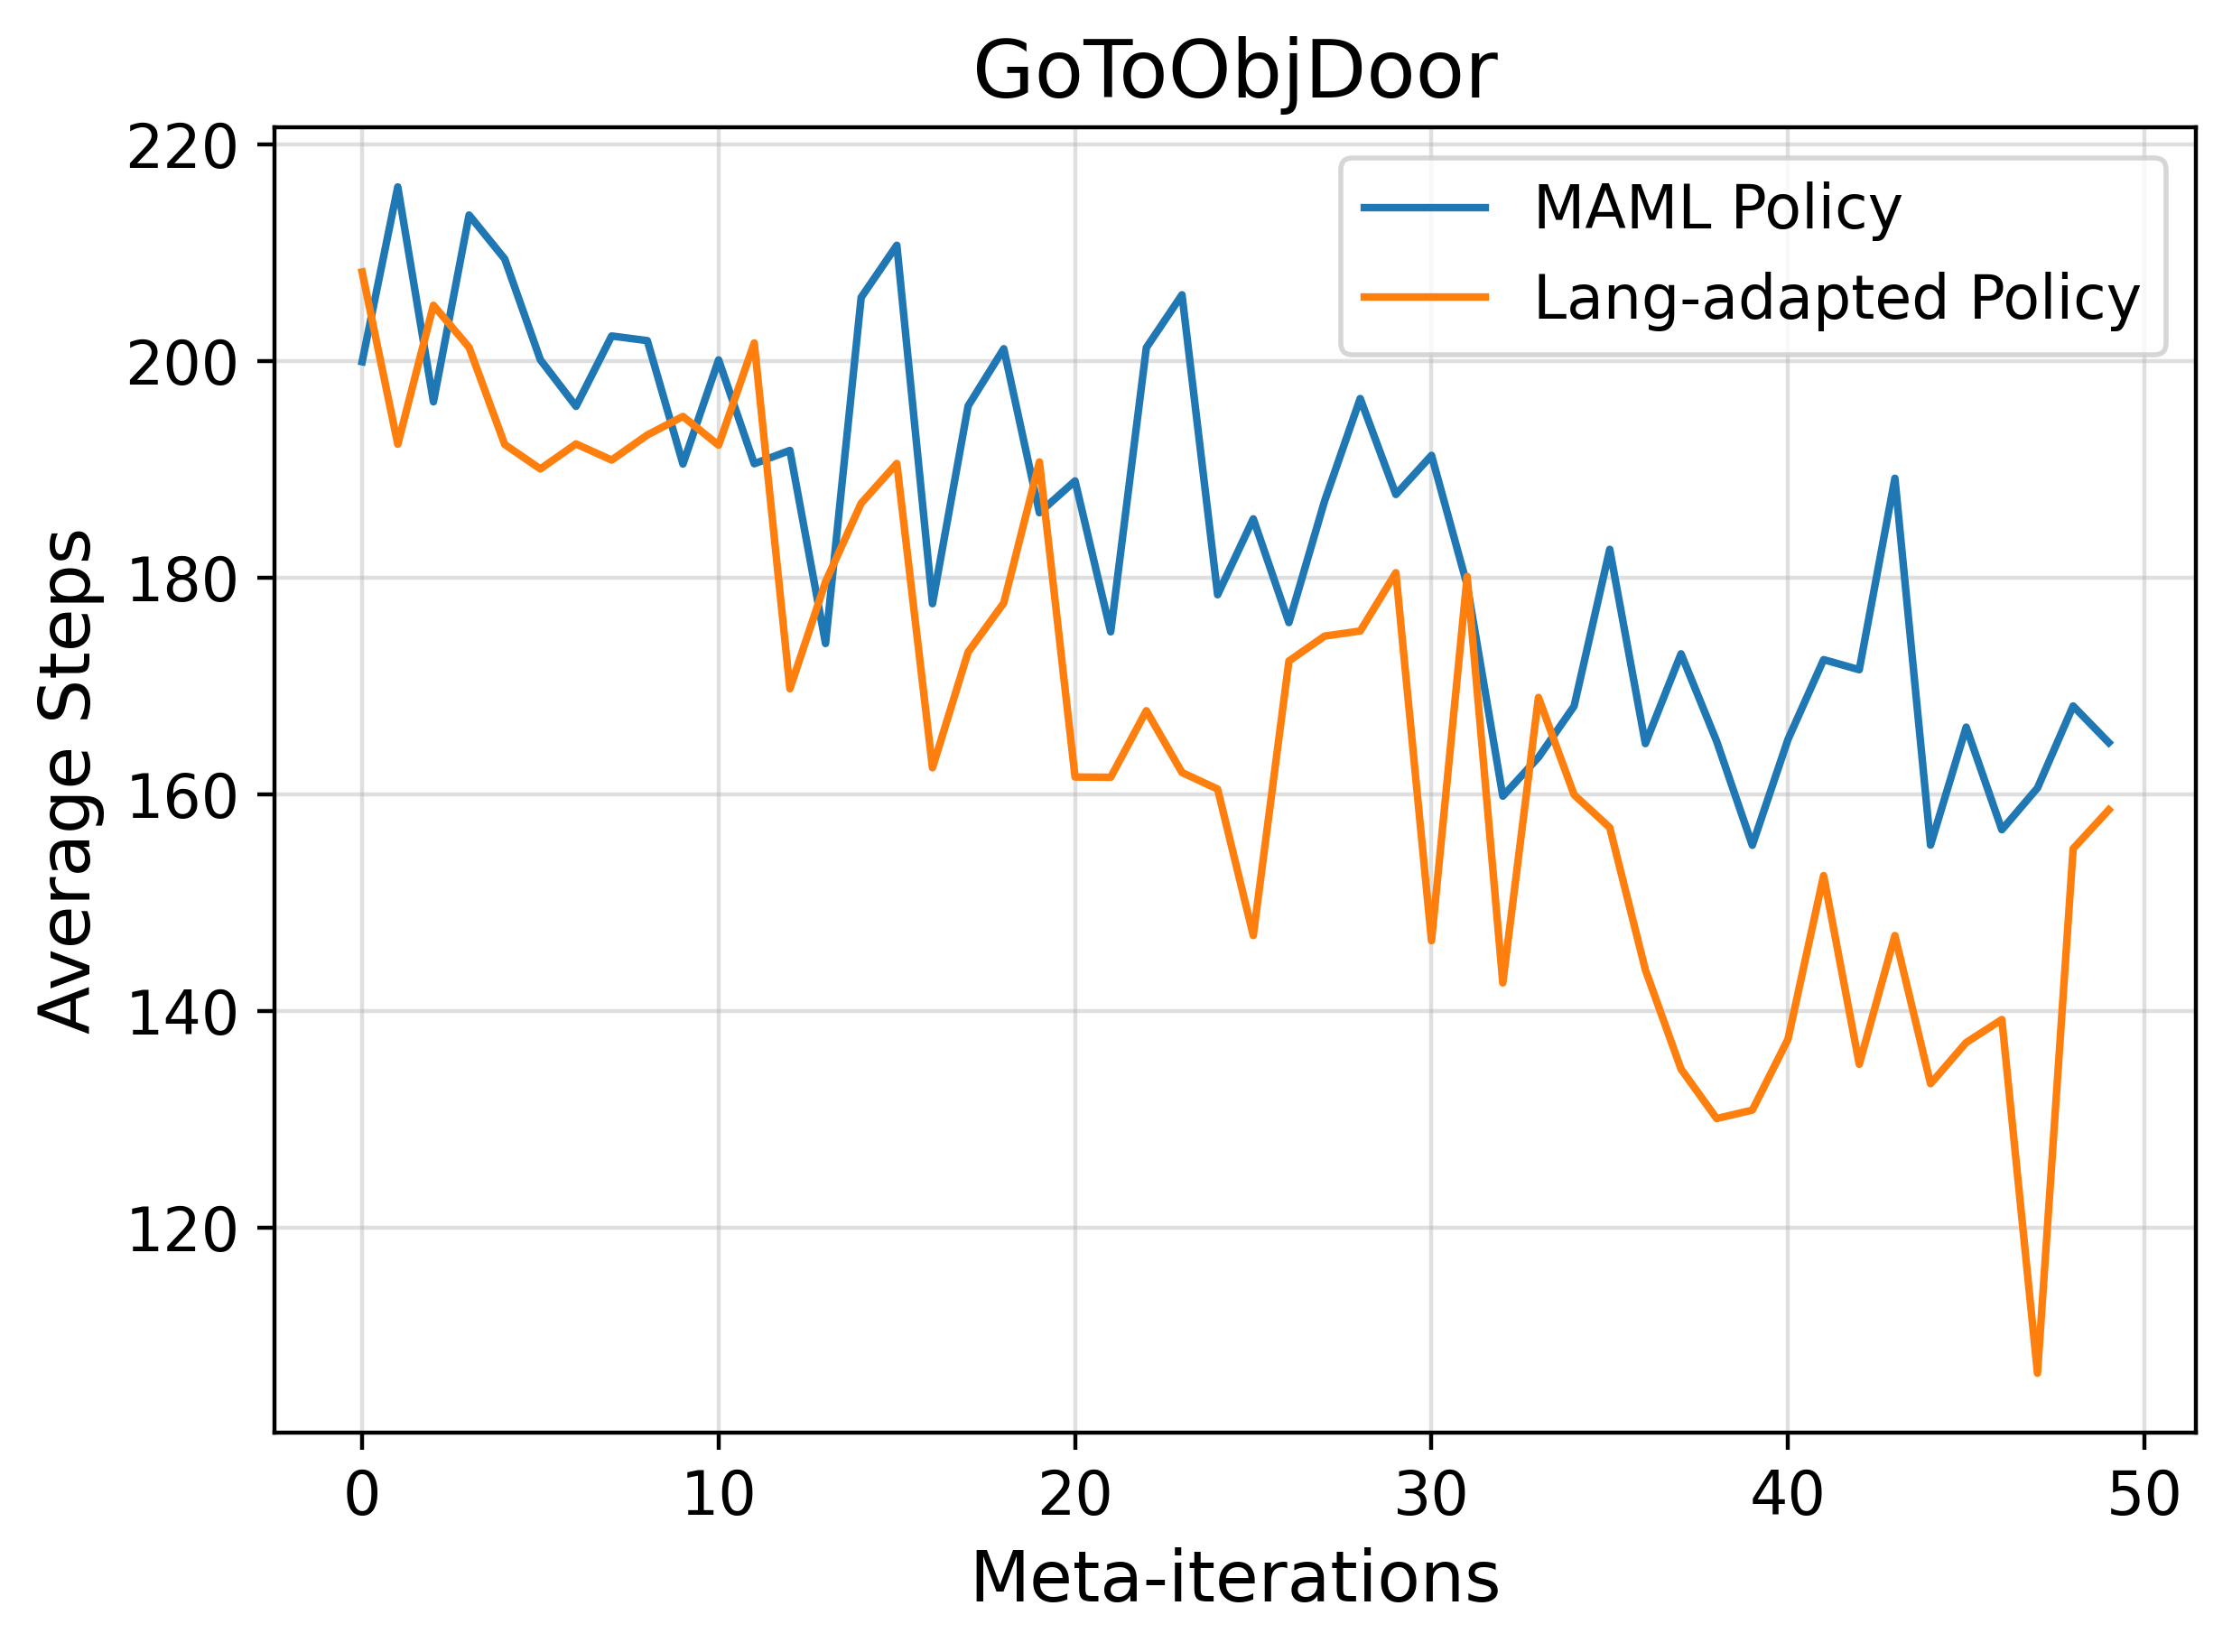 GoToObjDoor
220
200
180
160
140
120
Average Steps
MAML Policy
Lang-adapted Policy
0 10 20 30 40 50
Meta-iterations